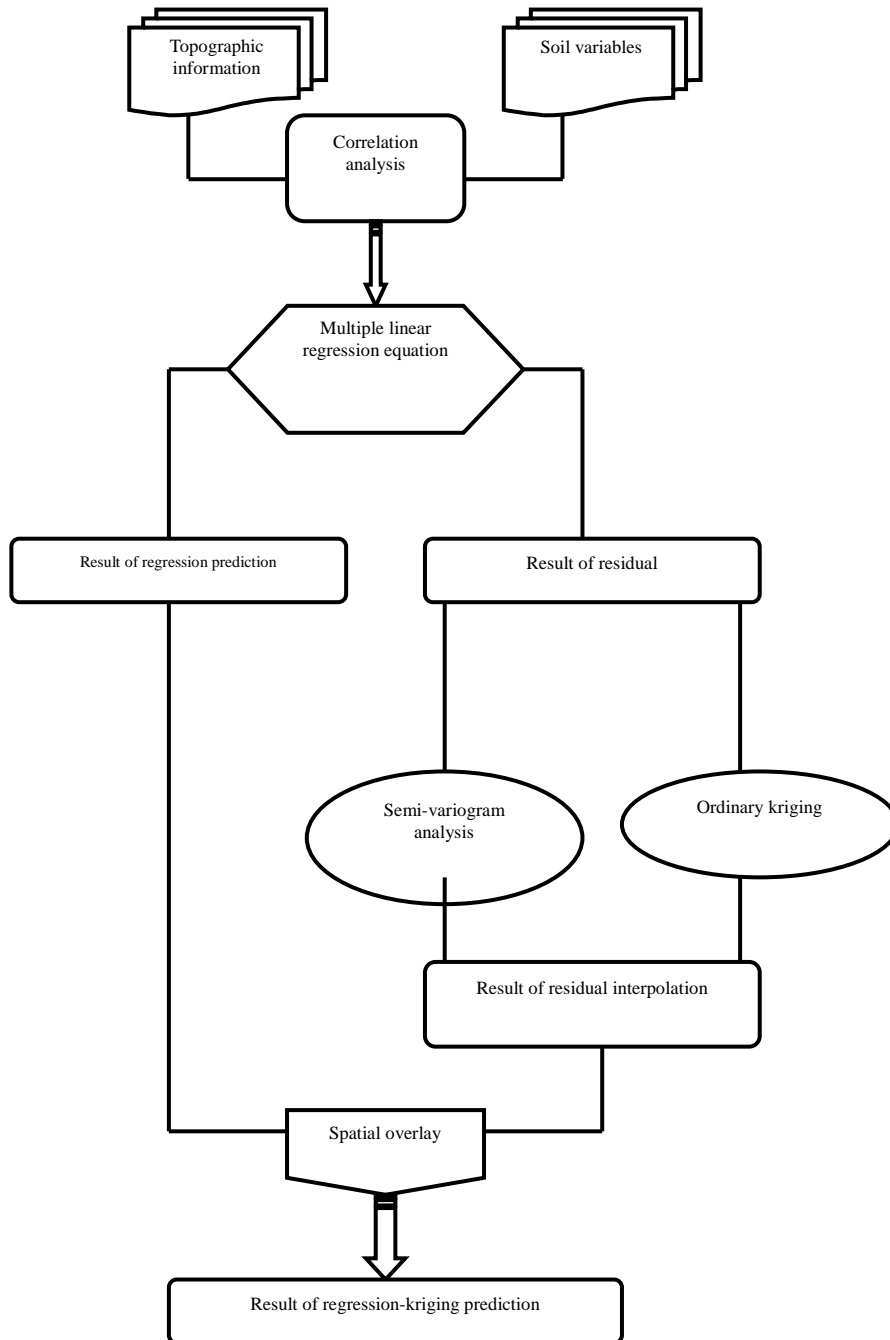 Topographic
information
Soil variables
Correlation
analysis
Multiple linear
regression equation
Result of regression prediction
Result of residual
Semi-variogram
analysis
Ordinary kriging
Result of residual interpolation
Spatial overlay
Result of regression-kriging prediction